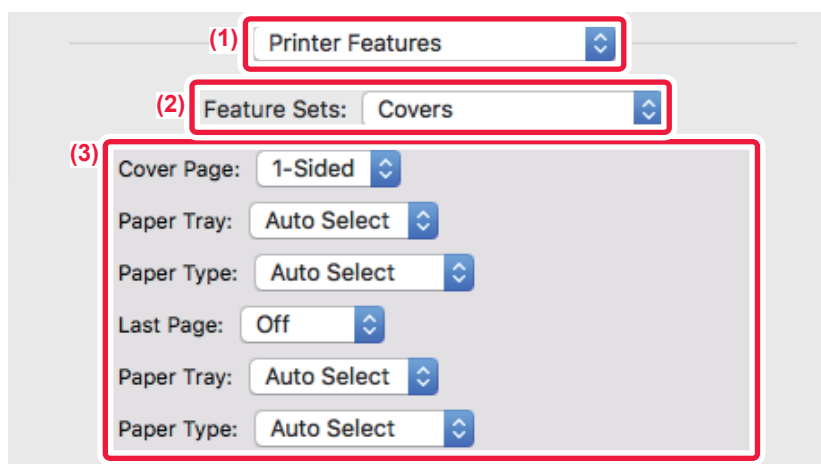 (1) Printer Features
(2) Feature Sets: Covers
(3)
Cover Page: 1-Sided
Paper Tray: Auto Select
Paper Type: Auto Select
Last Page: Off
Paper Tray: Auto Select
Paper Type: Auto Select